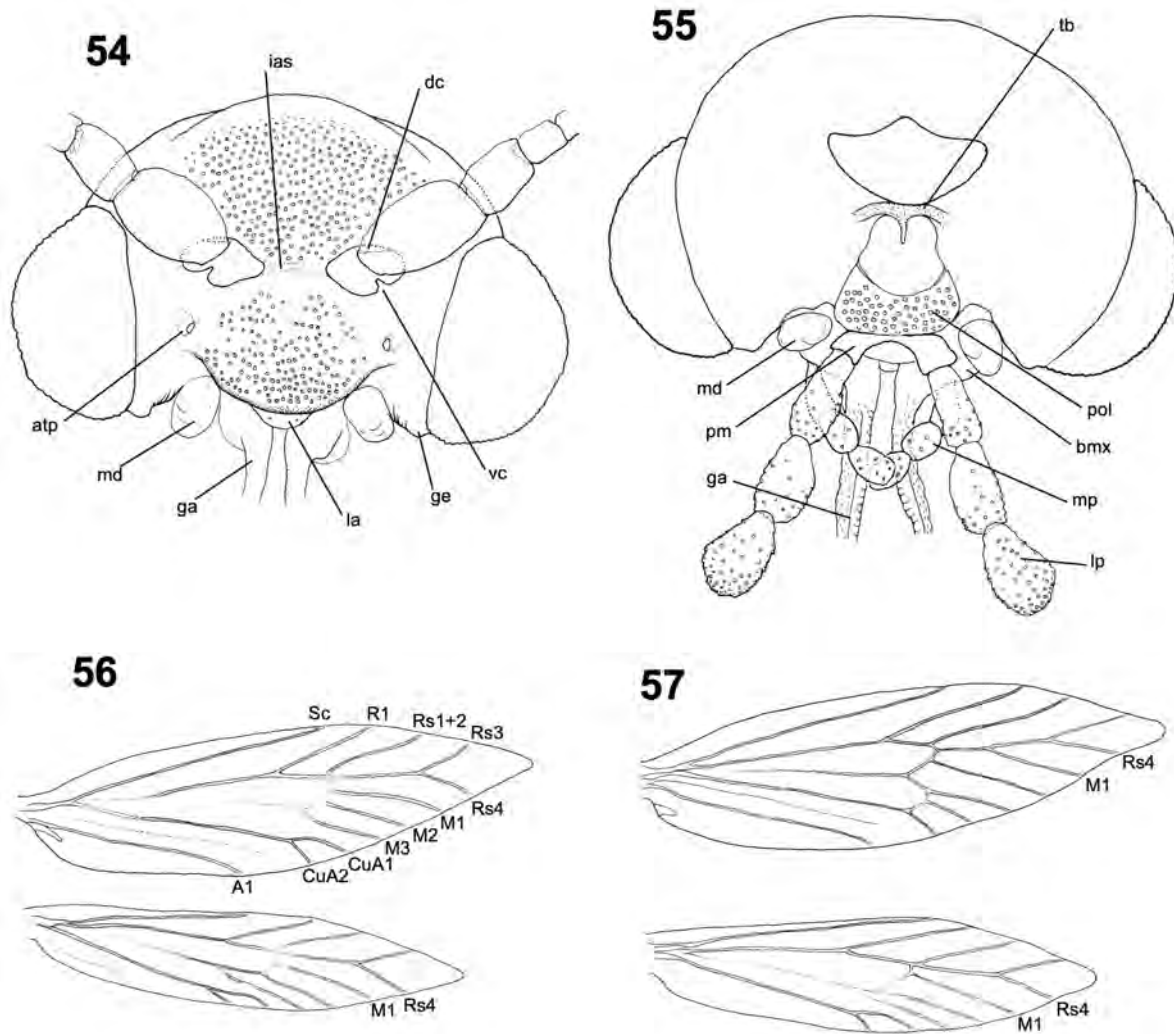 54
ias
dc
atp
md
ga
la
ge
vc
55
tb
md
pm
ga
pol
bmx
mp
lp
56
Sc R1 Rs1+2 Rs3
Rs4
M1
M2
M3
CuA1
CuA2
A1
M1 Rs4
57
Rs4
M1
Rs4
M1